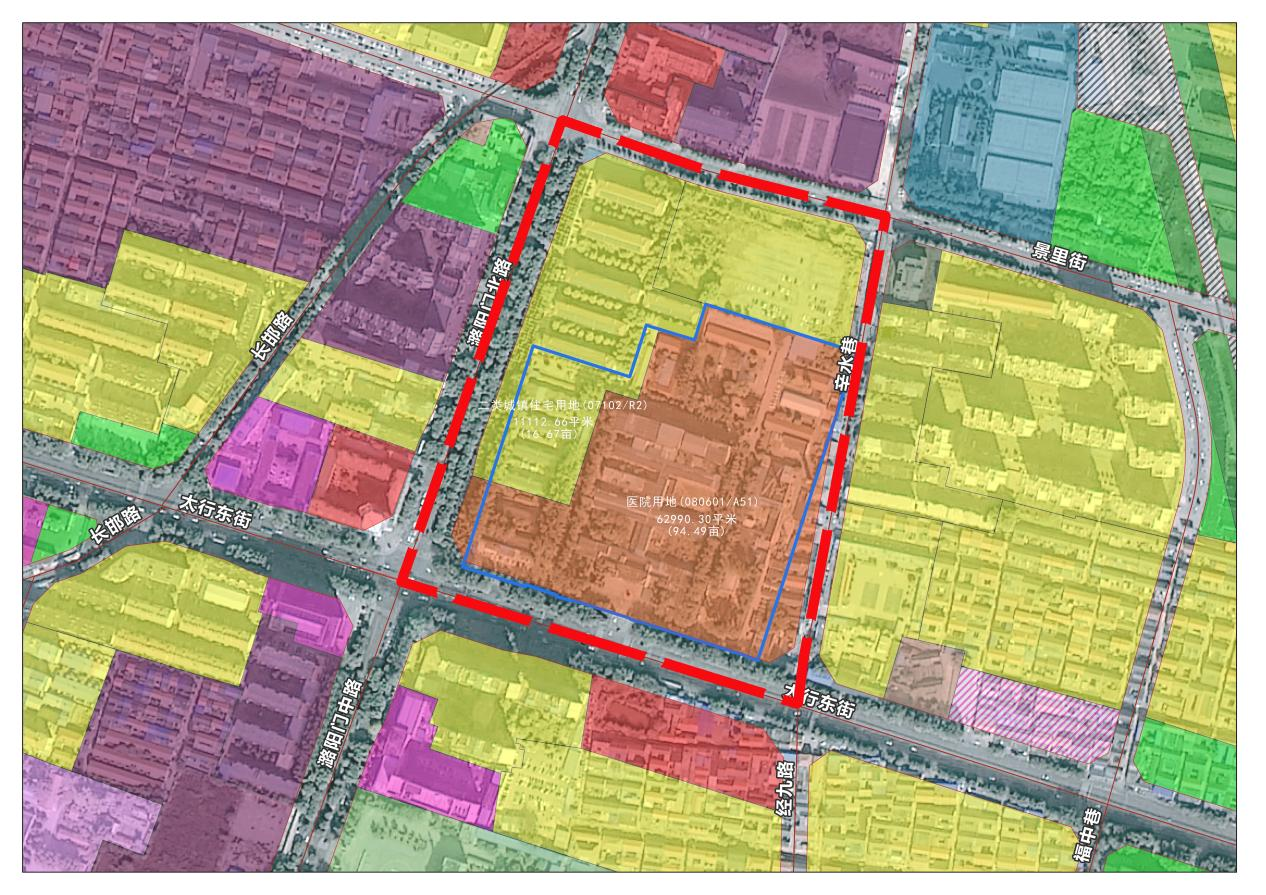 景里街
潞阳门北路
长邯路
辛水巷
二类城镇住宅用地(07102/R2)
11112.66平米
(16.67亩)
医院用地(080601/A51)
62990.30平米
(94.49亩)
太行东街
长邯路
太行东街
潞阳门中路
经九路
福中巷